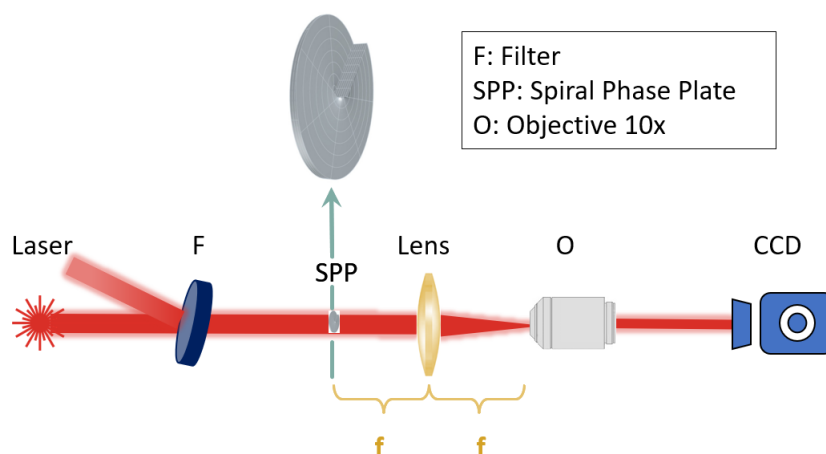 F: Filter
SPP: Spiral Phase Plate
O: Objective 10x
Laser
F
SPP
Lens
O
CCD
f
f